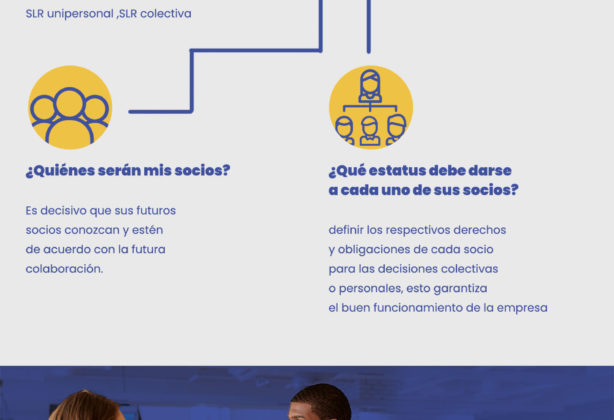 SLR unipersonal ,SLR colectiva
¿Quiénes serán mis socios?
Es decisivo que sus futuros
socios conozcan y estén
de acuerdo con la futura
colaboración.
¿Qué estatus debe darse
a cada uno de sus socios?
definir los respectivos derechos
y obligaciones de cada socio
para las decisiones colectivas
o personales, esto garantiza
el buen funcionamiento de la empresa